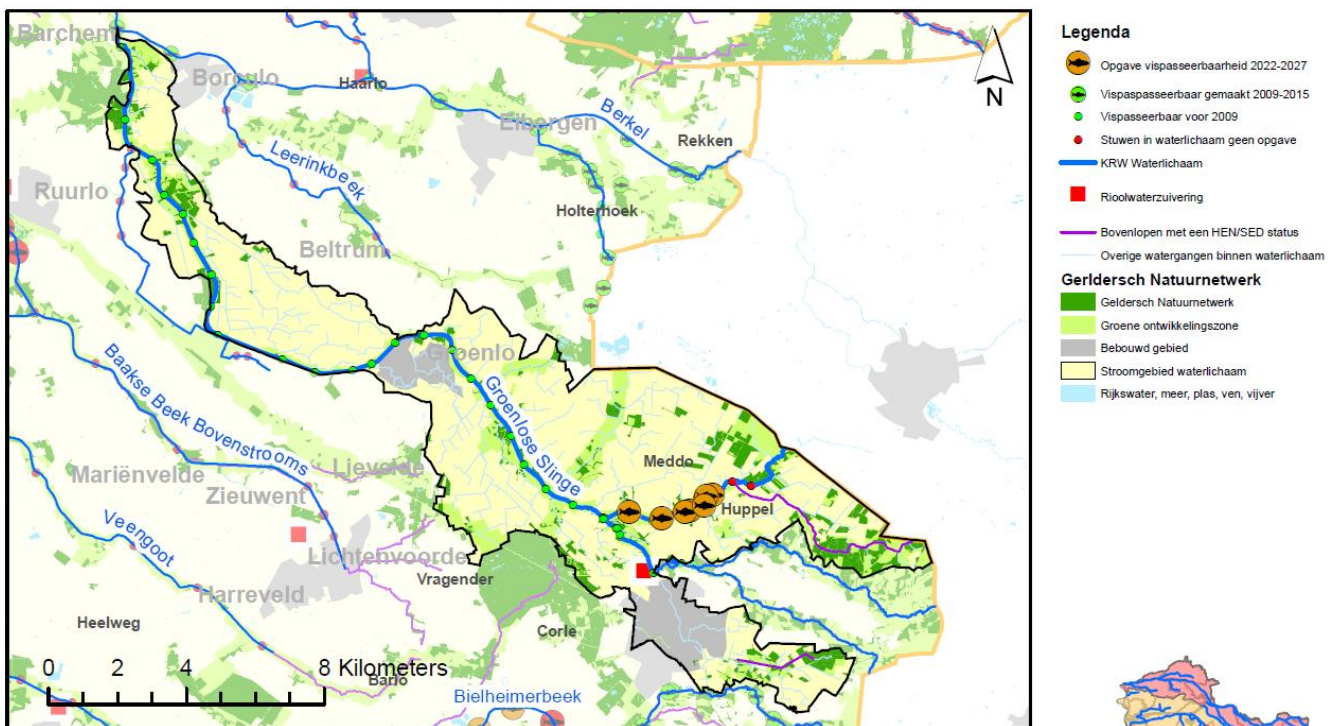 Barchem
Borculo
Haarlo
Eibergen
Berkel
Rekken
N
Leerinkbeek
Ruurlo
Holterhoek
Beltrum
Groenlo
Groenlose Slinge
Baakse Beek Bovenstrooms
Meddo
Mariënvelde
Lievelde
Zieuwent
Huppel
Veengoot
Lichtenvoorde
Vragender
Harreveld
Heelweg
Corle
0 2 4 8 Kilometers
Barlo
Bielheimerbeek
Legenda
Opgave vispasseerbaarheid 2022-2027
Vispaspasseerbaar gemaakt 2009-2015
Vispasseerbaar voor 2009
Stuwen in waterlichaam geen opgave
KRW Waterlichaam
Rioolwaterzuivering
Bovenlopen met een HEN/SED status
Overige watergangen binnen waterlichaam
Gerldersch Natuurnetwerk
Geldersch Natuurnetwerk
Groene ontwikkelingszone
Bebouwd gebied
Stroomgebied waterlichaam
Rijkswater, meer, plas, ven, vijver